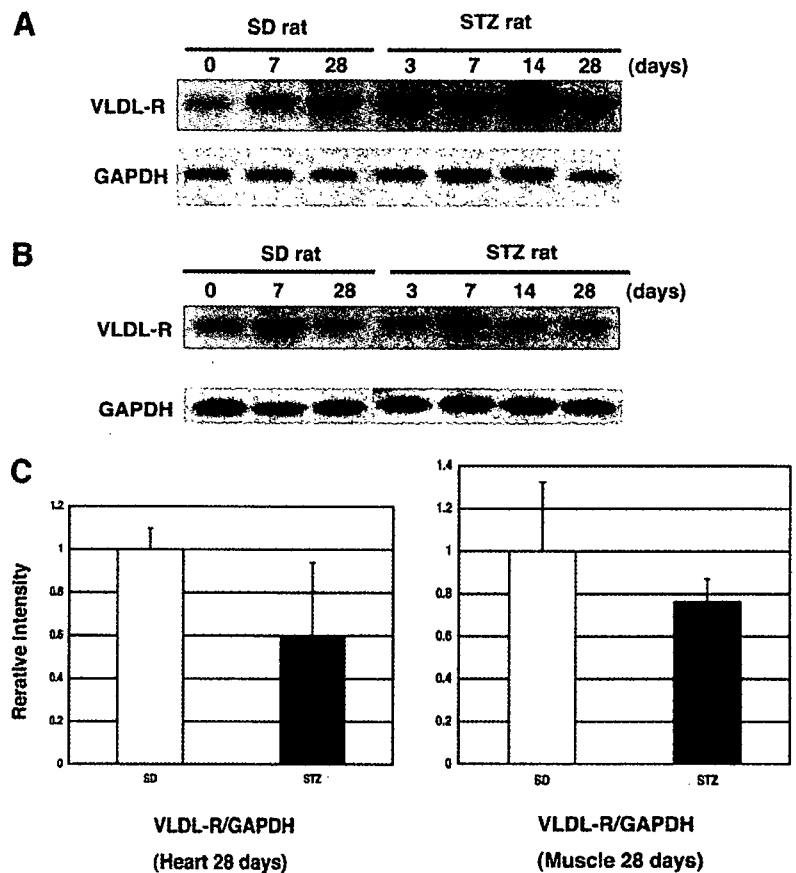 A
SD rat STZ rat
0 7 28 3 7 14 28 (days)
VLDL-R
GAPDH
B
SD rat STZ rat
0 7 28 3 7 14 28 (days)
VLDL-R
GAPDH
C
Rerative Intensity
1.2
1
0.8
0.6
0.4
0.2
0
SD STZ
VLDL-R/GAPDH
(Heart 28 days)
1.4
1.2
1
0.8
0.6
0.4
0.2
0
SD STZ
VLDL-R/GAPDH
(Muscle 28 days)